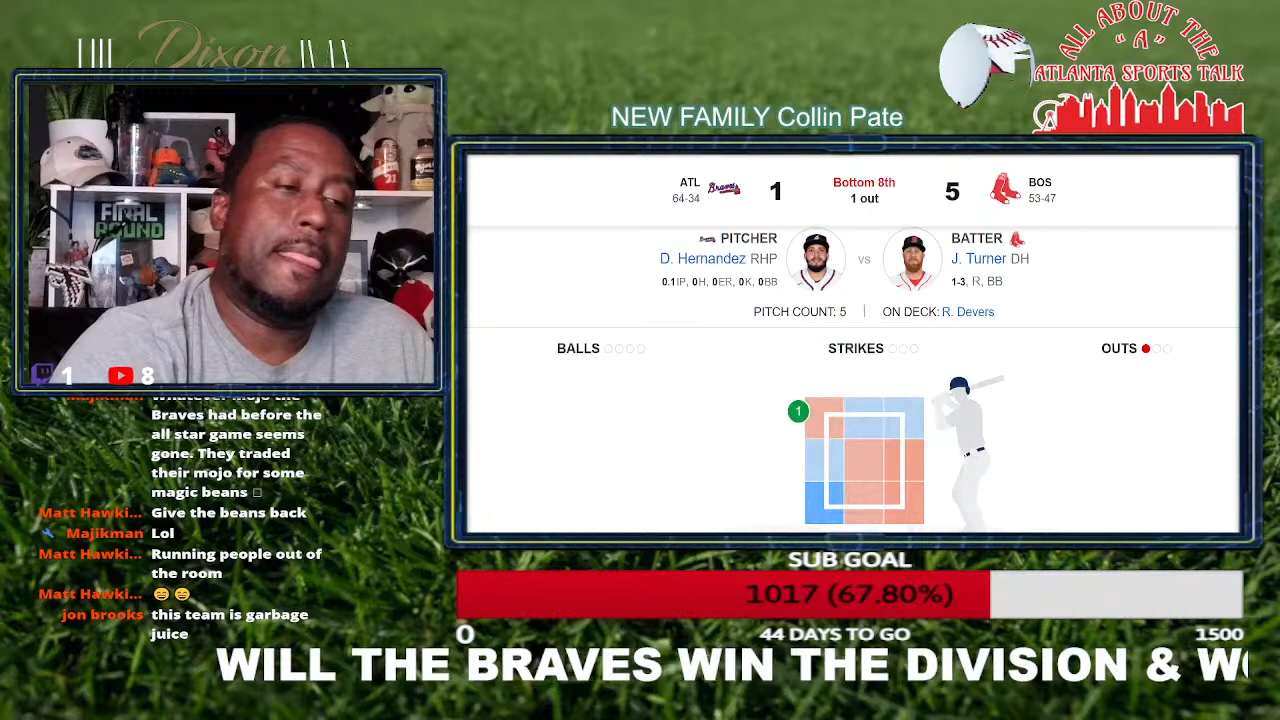 Dixon
ALL ABOUT THE
"A"
ATLANTA SPORTS TALK
NEW FAMILY Collin Pate
FINAL
ROUND
ATL
64-34
Braves
1
Bottom 8th
1 out
5
BOS
53-47
PITCHER
D. Hernandez RHP
0.1IP, 0H, 0ER, 0K, 0BB
vs
BATTER
J. Turner DH
1-3, R, BB
PITCH COUNT: 5
ON DECK: R. Devers
BALLS
STRIKES
OUTS
1
1
8
Majikman Whatever mojo the
Braves had before the
all star game seems
gone. They traded
their mojo for some
magic beans
Matt Hawki... Give the beans back
Majikman Lol
Matt Hawki... Running people out of
the room
Matt Hawki... 😄😄
jon brooks this team is garbage
juice
SUB GOAL
1017 (67.80%)
0
44 DAYS TO GO
1500
WILL THE BRAVES WIN THE DIVISION & W